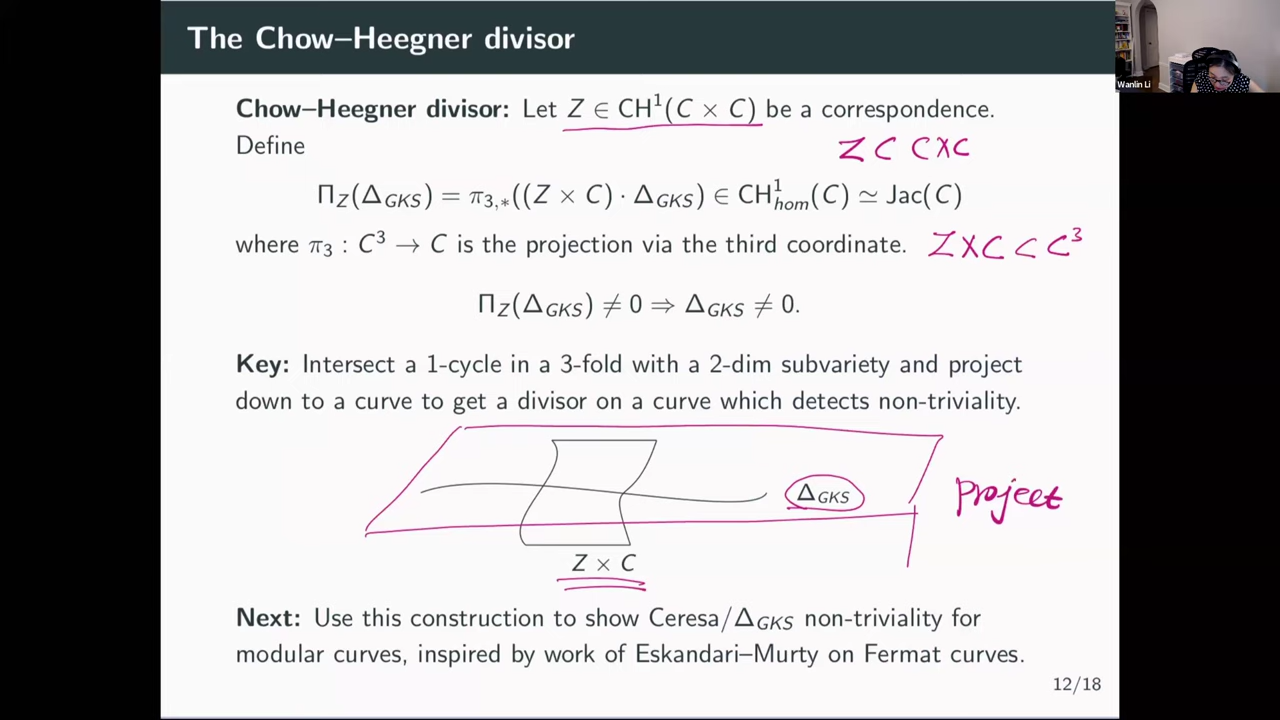 The Chow–Heegner divisor
Wanlin Li
Chow–Heegner divisor: Let Z ∈ CH¹(C × C) be a correspondence.
Define
Z ⊂ C×C
Π_Z(Δ_GKS) = π_{3,*}((Z × C) · Δ_GKS) ∈ CH¹_hom(C) ≃ Jac(C)
where π₃ : C³ → C is the projection via the third coordinate.
Z×C ⊂ C³
Π_Z(Δ_GKS) ≠ 0 ⇒ Δ_GKS ≠ 0.
Key: Intersect a 1-cycle in a 3-fold with a 2-dim subvariety and project
down to a curve to get a divisor on a curve which detects non-triviality.
Δ_GKS
project
Z × C
Next: Use this construction to show Ceresa/Δ_GKS non-triviality for
modular curves, inspired by work of Eskandari–Murty on Fermat curves.
12/18